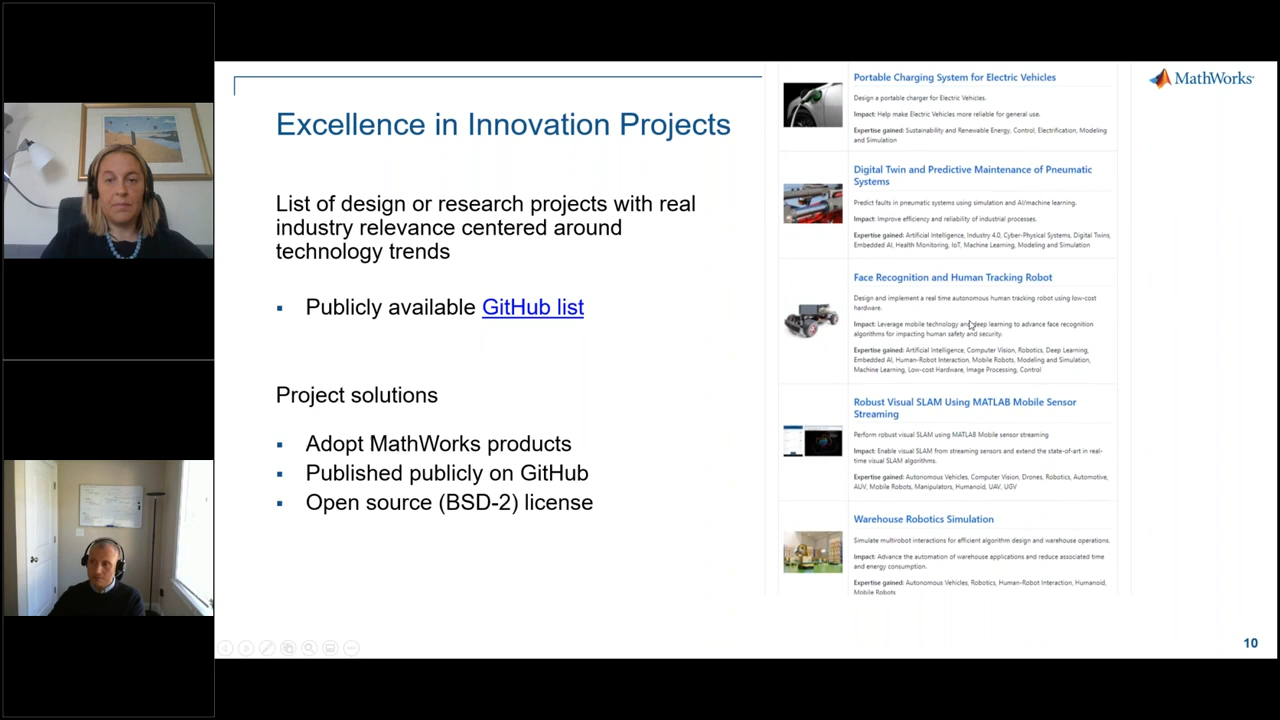 MathWorks
Excellence in Innovation Projects
List of design or research projects with real
industry relevance centered around
technology trends
▪ Publicly available GitHub list
Project solutions
▪ Adopt MathWorks products
▪ Published publicly on GitHub
▪ Open source (BSD-2) license
Portable Charging System for Electric Vehicles
Design a portable charger for Electric Vehicles.
Impact: Help make Electric Vehicles more reliable for general use.
Expertise gained: Sustainability and Renewable Energy, Control, Electrification, Modeling
and Simulation
Digital Twin and Predictive Maintenance of Pneumatic
Systems
Predict faults in pneumatic systems using simulation and AI/machine learning.
Impact: Improve efficiency and reliability of industrial processes.
Expertise gained: Artificial Intelligence, Industry 4.0, Cyber-Physical Systems, Digital Twins,
Embedded AI, Health Monitoring, IoT, Machine Learning, Modeling and Simulation
Face Recognition and Human Tracking Robot
Design and implement a real time autonomous human tracking robot using low-cost
hardware.
Impact: Leverage mobile technology and deep learning to advance face recognition
algorithms for impacting human safety and security.
Expertise gained: Artificial Intelligence, Computer Vision, Robotics, Deep Learning,
Embedded AI, Human-Robot Interaction, Mobile Robots, Modeling and Simulation,
Machine Learning, Low-cost Hardware, Image Processing, Control
Robust Visual SLAM Using MATLAB Mobile Sensor
Streaming
Perform robust visual SLAM using MATLAB Mobile sensor streaming
Impact: Enable visual SLAM from streaming sensors and extend the state-of-art in real-
time visual SLAM algorithms.
Expertise gained: Autonomous Vehicles, Computer Vision, Drones, Robotics, Automotive,
AUV, Mobile Robots, Manipulators, Humanoid, UAV, UGV
Warehouse Robotics Simulation
Simulate multirobot interactions for efficient algorithm design and warehouse operations.
Impact: Advance the automation of warehouse applications and reduce associated time
and energy consumption.
Expertise gained: Autonomous Vehicles, Robotics, Human-Robot Interaction, Humanoid,
Mobile Robots
10